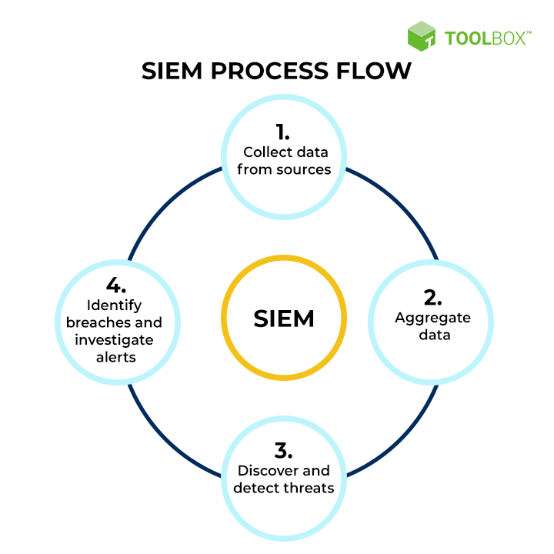 TOOLBOX™
SIEM PROCESS FLOW
1.
Collect data
from sources
2.
Aggregate
data
3.
Discover and
detect threats
4.
Identify
breaches and
investigate
alerts
SIEM